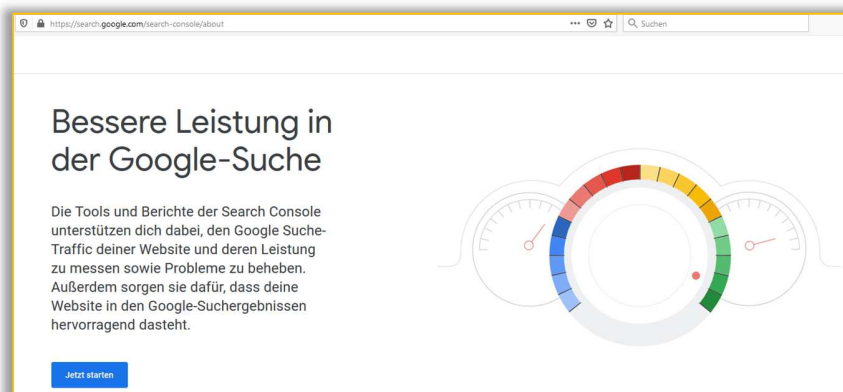 https://search.google.com/search-console/about
Suchen
Bessere Leistung in
der Google-Suche
Die Tools und Berichte der Search Console
unterstützen dich dabei, den Google Suche-
Traffic deiner Website und deren Leistung
zu messen sowie Probleme zu beheben.
Außerdem sorgen sie dafür, dass deine
Website in den Google-Suchergebnissen
hervorragend dasteht.
Jetzt starten